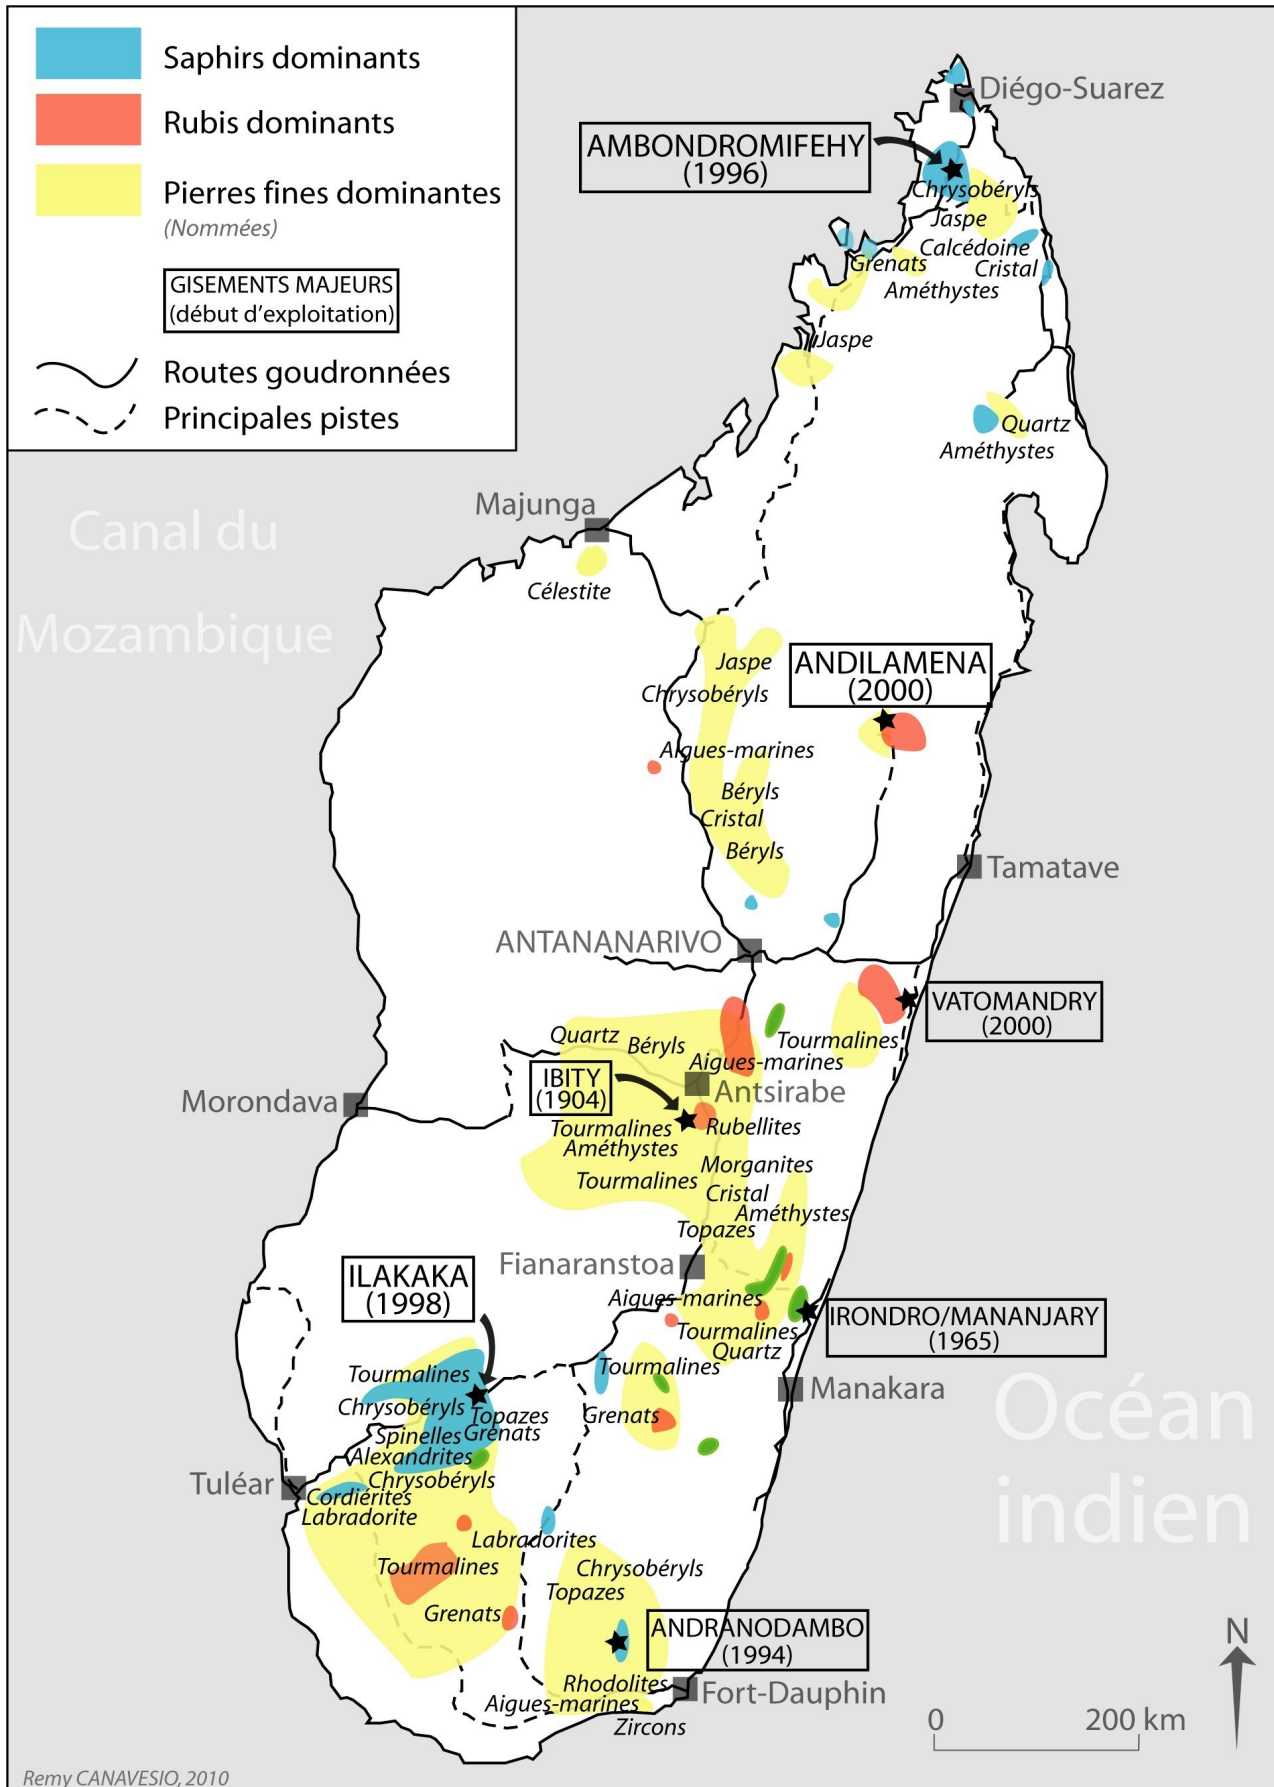 Saphirs dominants
Rubis dominants
Pierres fines dominantes
(Nommées)
GISEMENTS MAJEURS
(début d'exploitation)
Routes goudronnées
Principales pistes
Diégo-Suarez
AMBONDROMIFEHY
(1996)
Chrysobéryls
Jaspe
Calcédoine
Grenats
Cristal
Améthystes
Jaspe
Quartz
Améthystes
Majunga
Canal du
Mozambique
Célestite
Jaspe
ANDILAMENA
(2000)
Chrysobéryls
Aigues-marines
Béryls
Cristal
Béryls
Tamatave
ANTANANARIVO
VATOMANDRY
(2000)
Quartz
Béryls
Tourmalines
Aigues-marines
IBITY
(1904)
Antsirabe
Morondava
Tourmalines
Rubellites
Améthystes
Morganites
Tourmalines
Cristal
Améthystes
Topazes
Fianaranstoa
ILAKAKA
(1998)
Aigues-marines
IRONDRO/MANANJARY
(1965)
Tourmalines
Quartz
Tourmalines
Tourmalines
Manakara
Océan
indien
Chrysobéryls
Topazes
Grenats
Spinelles
Grenats
Alexandrites
Chrysobéryls
Tuléar
Cordiérites
Labradorite
Labradorites
Tourmalines
Chrysobéryls
Topazes
Grenats
ANDRANODAMBO
(1994)
Rhodolites
Fort-Dauphin
Aigues-marines
Zircons
N
0
200 km
Remy CANAVESIO, 2010